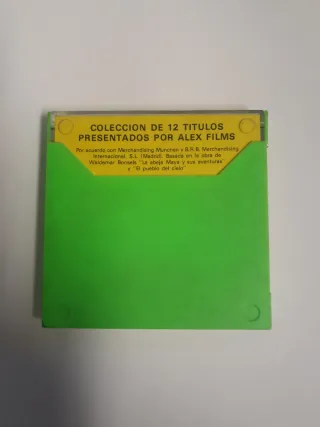 COLECCION DE 12 TITULOS
PRESENTADOS POR ALEX FILMS
Por acuerdo con Merchandising München y B.R.B. Merchandising
Internacional, S.L. (Madrid). Basada en la obra de
Waldemar Bonsels "La abeja Maya y sus aventuras"
y "El pueblo del cielo"